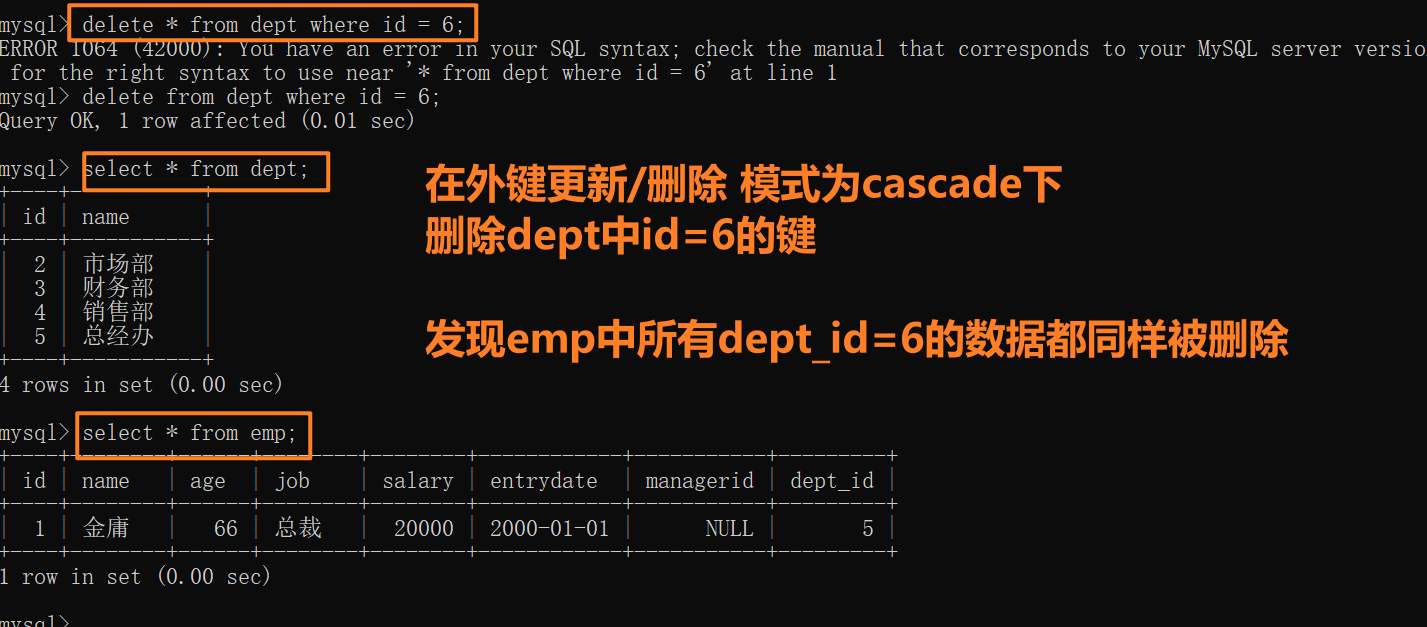 mysql> delete * from dept where id = 6;
ERROR 1064 (42000): You have an error in your SQL syntax; check the manual that corresponds to your MySQL server versio
for the right syntax to use near '* from dept where id = 6' at line 1
mysql> delete from dept where id = 6;
Query OK, 1 row affected (0.01 sec)
mysql> select * from dept;
+----+-----------+
| id | name |
+----+-----------+
| 2 | 市场部 |
| 3 | 财务部 |
| 4 | 销售部 |
| 5 | 总经办 |
+----+-----------+
4 rows in set (0.00 sec)
在外键更新/删除 模式为cascade下
删除dept中id=6的键
发现emp中所有dept_id=6的数据都同样被删除
mysql> select * from emp;
+----+--------+------+--------+--------+------------+-----------+---------+
| id | name | age | job | salary | entrydate | managerid | dept_id |
+----+--------+------+--------+--------+------------+-----------+---------+
| 1 | 金庸 | 66 | 总裁 | 20000 | 2000-01-01 | NULL | 5 |
+----+--------+------+--------+--------+------------+-----------+---------+
1 row in set (0.00 sec)
mysql>